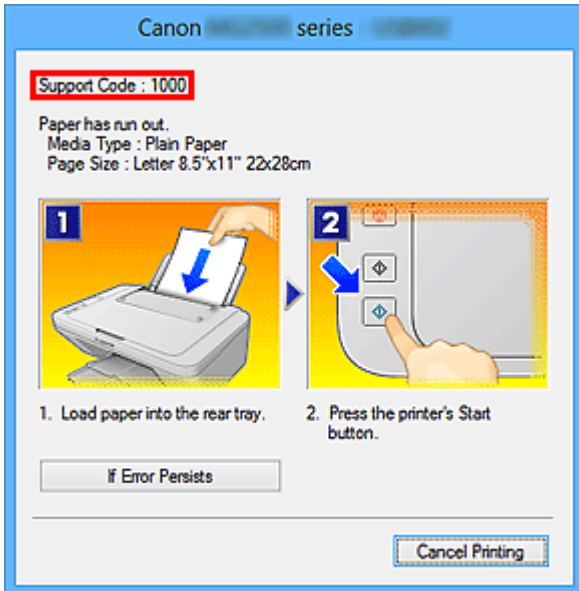 Canon series
Support Code : 1000
Paper has run out.
Media Type : Plain Paper
Page Size : Letter 8.5"x11" 22x28cm
1
2
1. Load paper into the rear tray.
2. Press the printer's Start
button.
If Error Persists
Cancel Printing